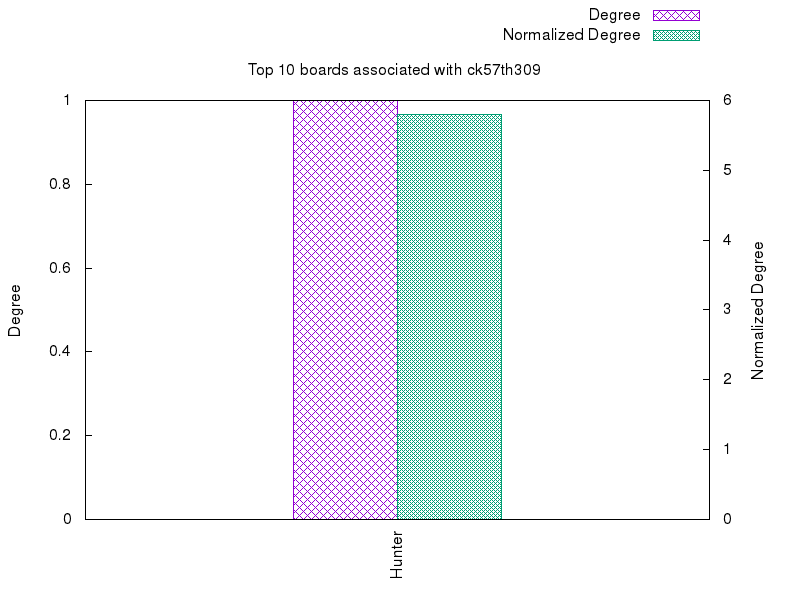 Degree
Normalized Degree
Top 10 boards associated with ck57th309
1
0.8
0.6
0.4
0.2
0
6
5
4
3
2
1
0
Degree
Normalized Degree
Hunter